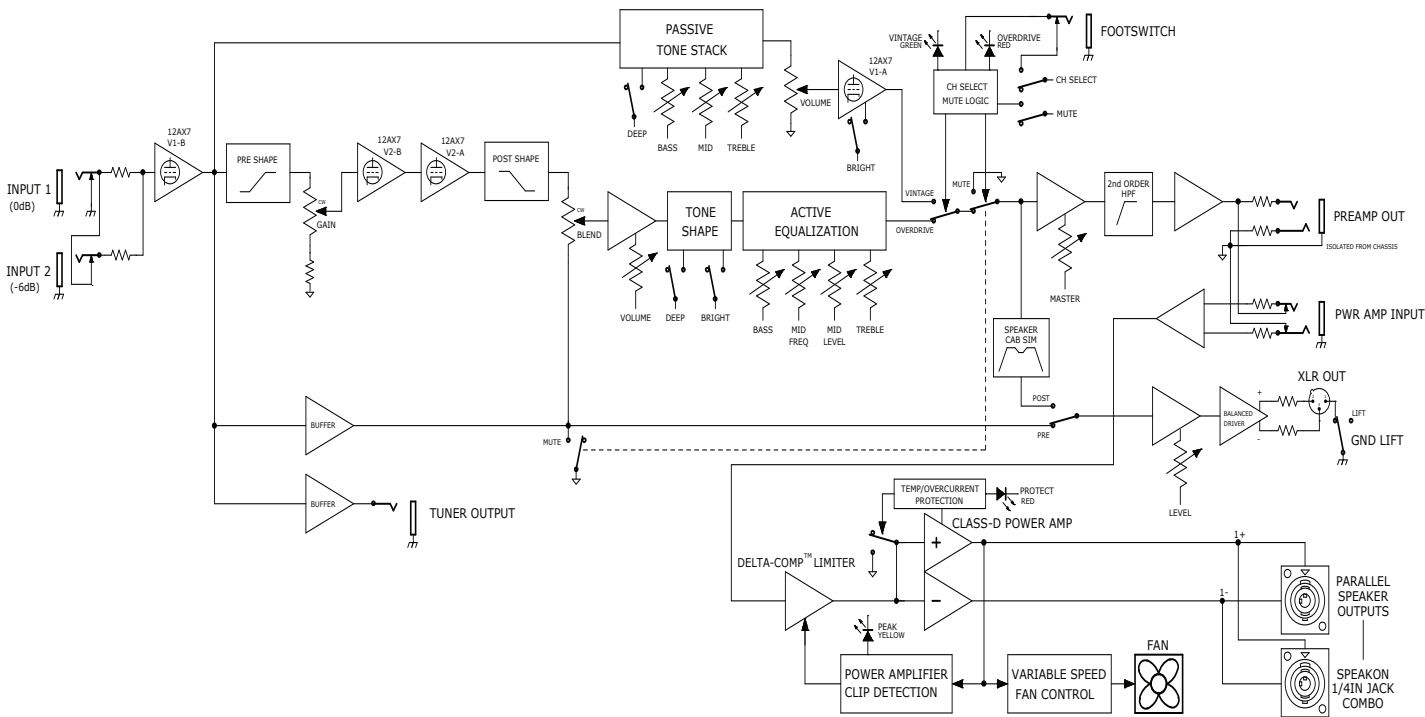 PASSIVE
TONE STACK
DEEP
BASS
MID
TREBLE
VOLUME
12AX7
V1-A
BRIGHT
VINTAGE
GREEN
OVERDRIVE
RED
CH SELECT
MUTE LOGIC
FOOTSWITCH
CH SELECT
MUTE
INPUT 1
(0dB)
INPUT 2
(-6dB)
12AX7
V1-B
PRE SHAPE
CW
GAIN
12AX7
V2-B
12AX7
V2-A
POST SHAPE
CW
BLEND
VOLUME
TONE
SHAPE
DEEP
BRIGHT
ACTIVE
EQUALIZATION
BASS
MID
FREQ
MID
LEVEL
TREBLE
VINTAGE
OVERDRIVE
MUTE
MASTER
2nd ORDER
HPF
PREAMP OUT
ISOLATED FROM CHASSIS
PWR AMP INPUT
SPEAKER
CAB SIM
POST
PRE
LEVEL
BALANCED
DRIVER
+
-
XLR OUT
LIFT
GND LIFT
BUFFER
MUTE
BUFFER
TUNER OUTPUT
TEMP/OVERCURRENT
PROTECTION
PROTECT
RED
CLASS-D POWER AMP
+
-
DELTA-COMP™ LIMITER
PEAK
YELLOW
POWER AMPLIFIER
CLIP DETECTION
VARIABLE SPEED
FAN CONTROL
FAN
1+
1-
PARALLEL
SPEAKER
OUTPUTS
SPEAKON
1/4IN JACK
COMBO